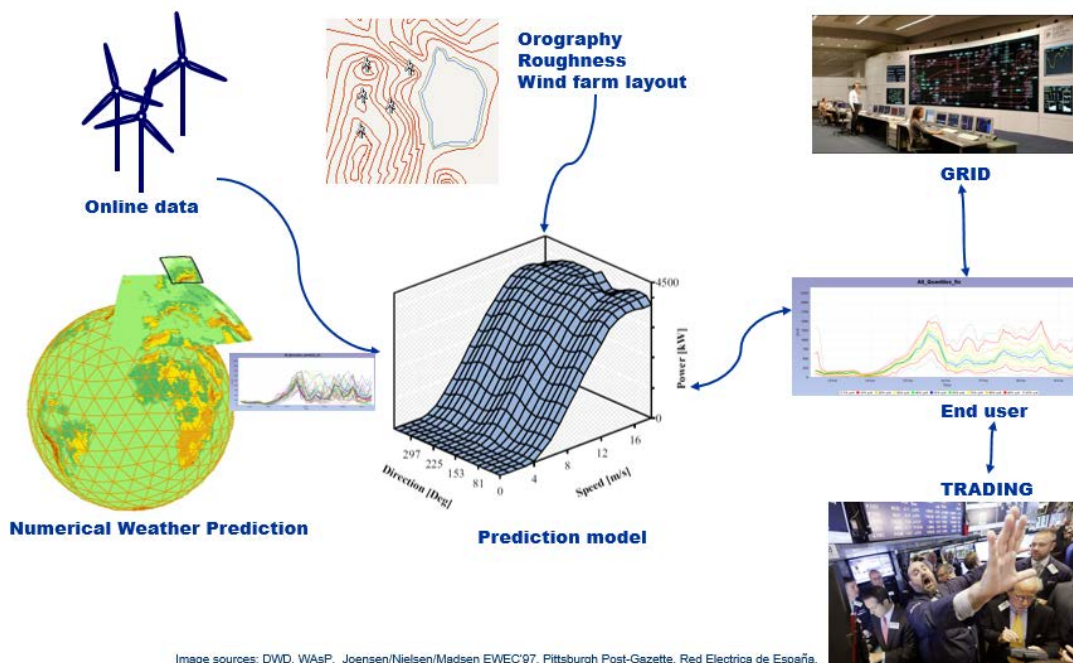 Orography
Roughness
Wind farm layout
Online data
GRID
4500
Power [kW]
0
297
225
153
81
0
Direction [Deg]
4
8
12
16
Speed [m/s]
End user
TRADING
Numerical Weather Prediction
Prediction model
Image sources: DWD, WAsP, Joensen/Nielsen/Madsen EWEC'97, Pittsburgh Post-Gazette, Red Electrica de España.